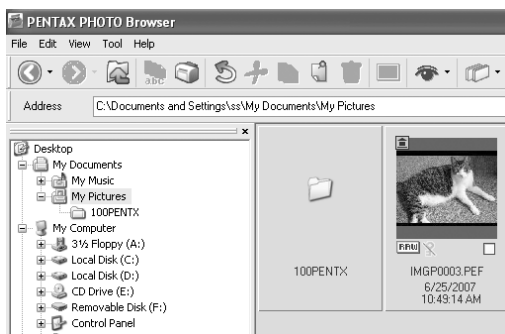 PENTAX PHOTO Browser
File Edit View Tool Help
abc
Address C:\Documents and Settings\ss\My Documents\My Pictures
x
Desktop
My Documents
My Music
My Pictures
100PENTX
My Computer
3½ Floppy (A:)
Local Disk (C:)
Local Disk (D:)
CD Drive (E:)
Removable Disk (F:)
Control Panel
100PENTX
RAW
IMGP0003.PEF
6/25/2007
10:49:14 AM